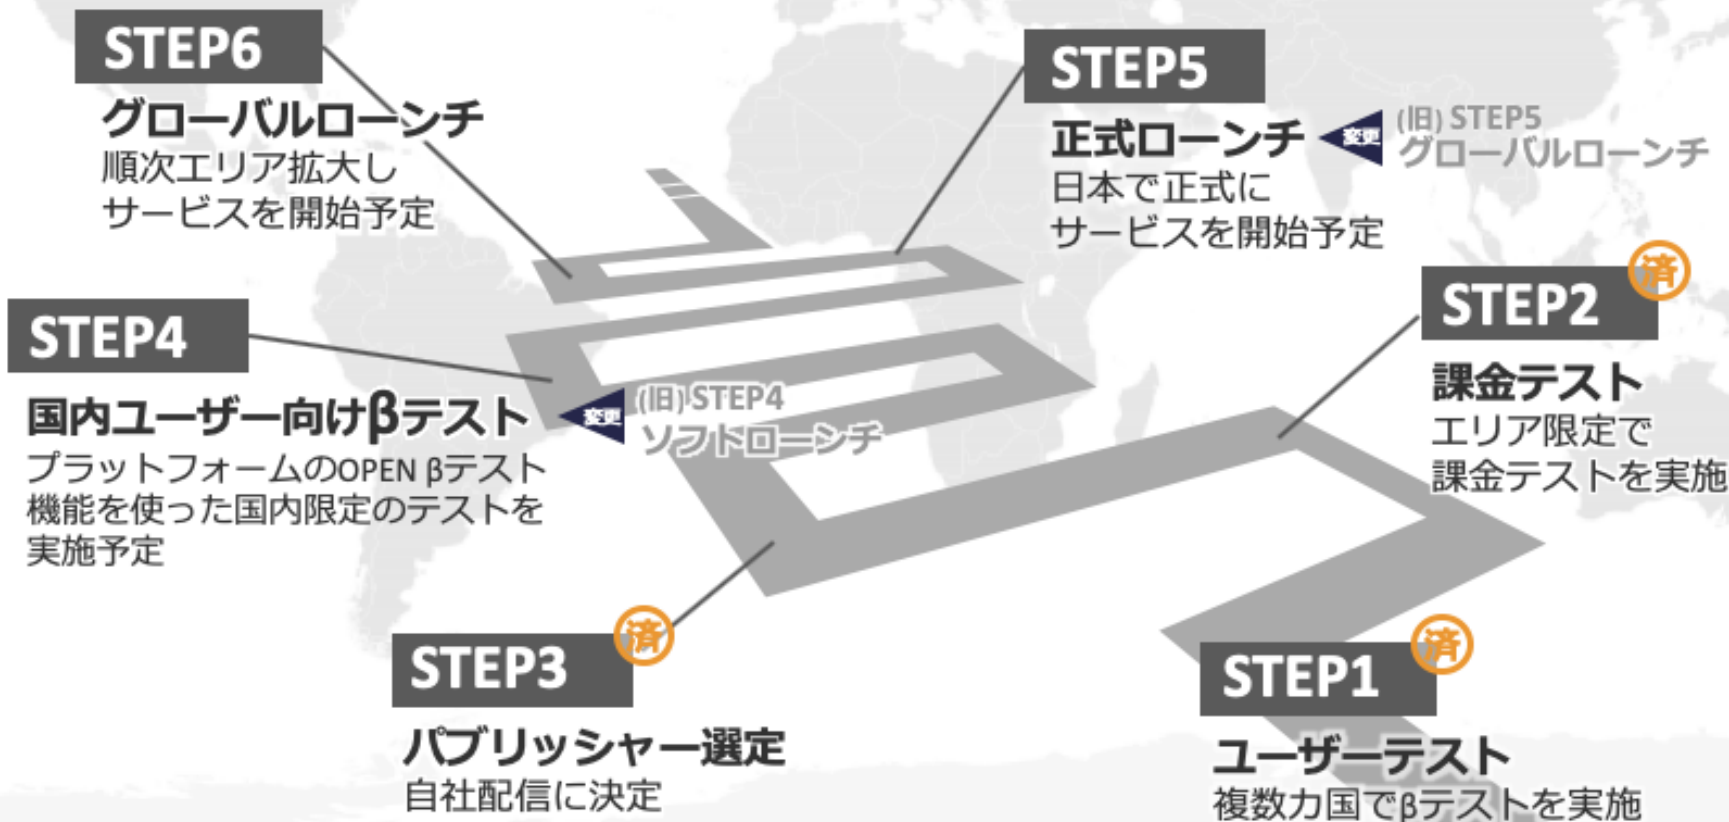 STEP6
グローバルローンチ
順次エリア拡大し
サービスを開始予定
STEP5
正式ローンチ
変更
(旧) STEP5
グローバルローンチ
日本で正式に
サービスを開始予定
STEP4
国内ユーザー向けβテスト
変更
(旧) STEP4
ソフトローンチ
プラットフォームのOPEN βテスト
機能を使った国内限定のテストを
実施予定
済
STEP2
課金テスト
エリア限定で
課金テストを実施
済
STEP3
パブリッシャー選定
自社配信に決定
済
STEP1
ユーザーテスト
複数カ国でβテストを実施